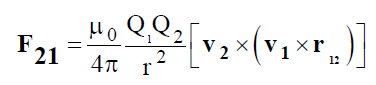 F₂₁ = μ₀/4π Q₁Q₂/r² [v₂ × (v₁ × r₁₂)]